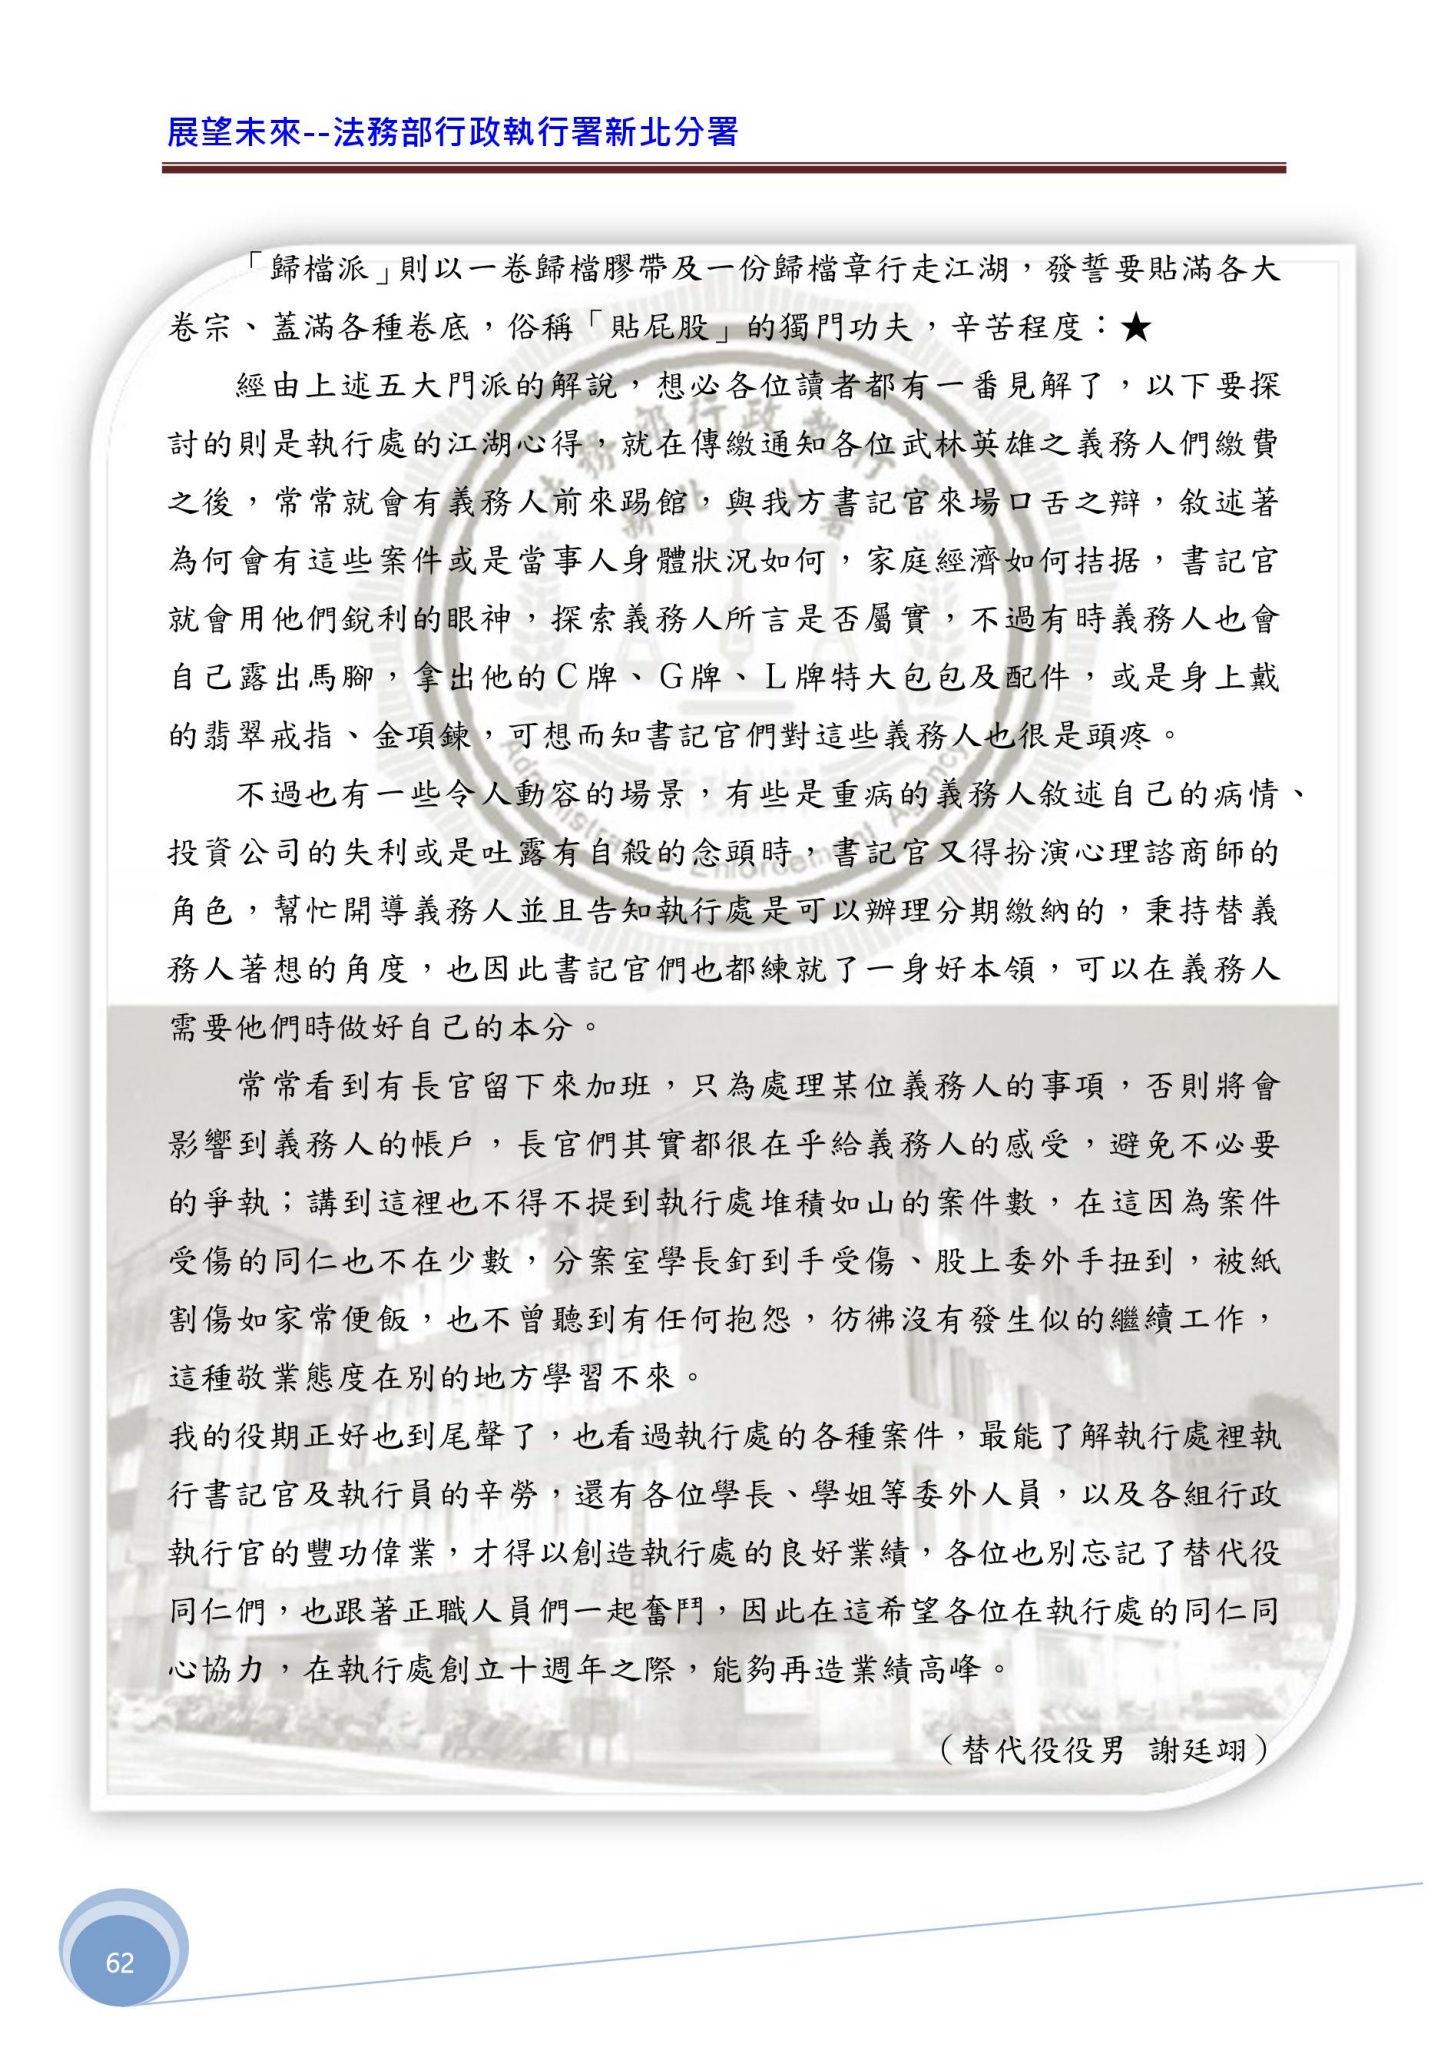 展望未來--法務部行政執行署新北分署
「歸檔派」則以一卷歸檔膠帶及一份歸檔章行走江湖，發誓要貼滿各大
卷宗、蓋滿各種卷底，俗稱「貼屁股」的獨門功夫，辛苦程度：★
經由上述五大門派的解說，想必各位讀者都有一番見解了，以下要探
討的則是執行處的江湖心得，就在傳繳通知各位武林英雄之義務人們繳費
之後，常常就會有義務人前來踢館，與我方書記官來場口舌之辯，敘述著
為何會有這些案件或是當事人身體狀況如何，家庭經濟如何拮据，書記官
就會用他們銳利的眼神，探索義務人所言是否屬實，不過有時義務人也會
自己露出馬腳，拿出他的Ｃ牌、Ｇ牌、Ｌ牌特大包包及配件，或是身上戴
的翡翠戒指、金項鍊，可想而知書記官們對這些義務人也很是頭疼。
不過也有一些令人動容的場景，有些是重病的義務人敘述自己的病情、
投資公司的失利或是吐露有自殺的念頭時，書記官又得扮演心理諮商師的
角色，幫忙開導義務人並且告知執行處是可以辦理分期繳納的，秉持替義
務人著想的角度，也因此書記官們也都練就了一身好本領，可以在義務人
需要他們時做好自己的本分。
常常看到有長官留下來加班，只為處理某位義務人的事項，否則將會
影響到義務人的帳戶，長官們其實都很在乎給義務人的感受，避免不必要
的爭執；講到這裡也不得不提到執行處堆積如山的案件數，在這因為案件
受傷的同仁也不在少數，分案室學長釘到手受傷、股上委外手扭到，被紙
割傷如家常便飯，也不曾聽到有任何抱怨，彷彿沒有發生似的繼續工作，
這種敬業態度在別的地方學習不來。
我的役期正好也到尾聲了，也看過執行處的各種案件，最能了解執行處裡執
行書記官及執行員的辛勞，還有各位學長、學姐等委外人員，以及各組行政
執行官的豐功偉業，才得以創造執行處的良好業績，各位也別忘記了替代役
同仁們，也跟著正職人員們一起奮鬥，因此在這希望各位在執行處的同仁同
心協力，在執行處創立十週年之際，能夠再造業績高峰。
（替代役役男 謝廷翊）
62
法務部行政執行署
新北分署
Administrative Enforcement Agency